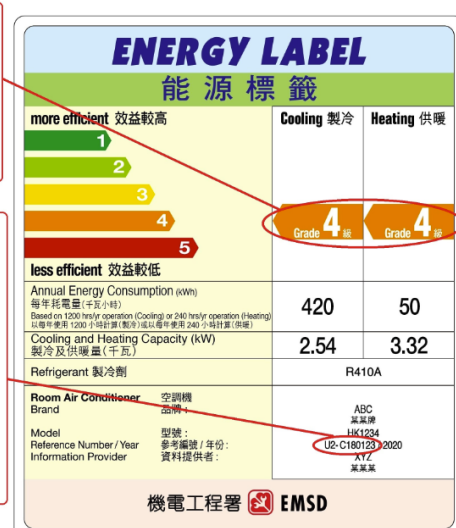 ENERGY LABEL
能源標籤
more efficient 效益較高
Cooling 製冷
Heating 供暖
1
2
3
4
5
Grade 4 級
Grade 4 級
less efficient 效益較低
Annual Energy Consumption (kWh)
每年耗電量(千瓦小時)
Based on 1200 hrs/yr operation (Cooling) or 240 hrs/yr operation (Heating)
以每年使用 1200 小時計算(製冷)或以每年使用 240 小時計算(供暖)
420
50
Cooling and Heating Capacity (kW)
製冷及供暖量(千瓦)
2.54
3.32
Refrigerant 製冷劑
R410A
Room Air Conditioner 空調機
Brand 品牌:
ABC
某某牌
Model 型號:
HK1234
Reference Number / Year 參考編號 / 年份:
U2-C180123 / 2020
Information Provider 資料提供者:
XYZ
某某某
機電工程署 EMSD